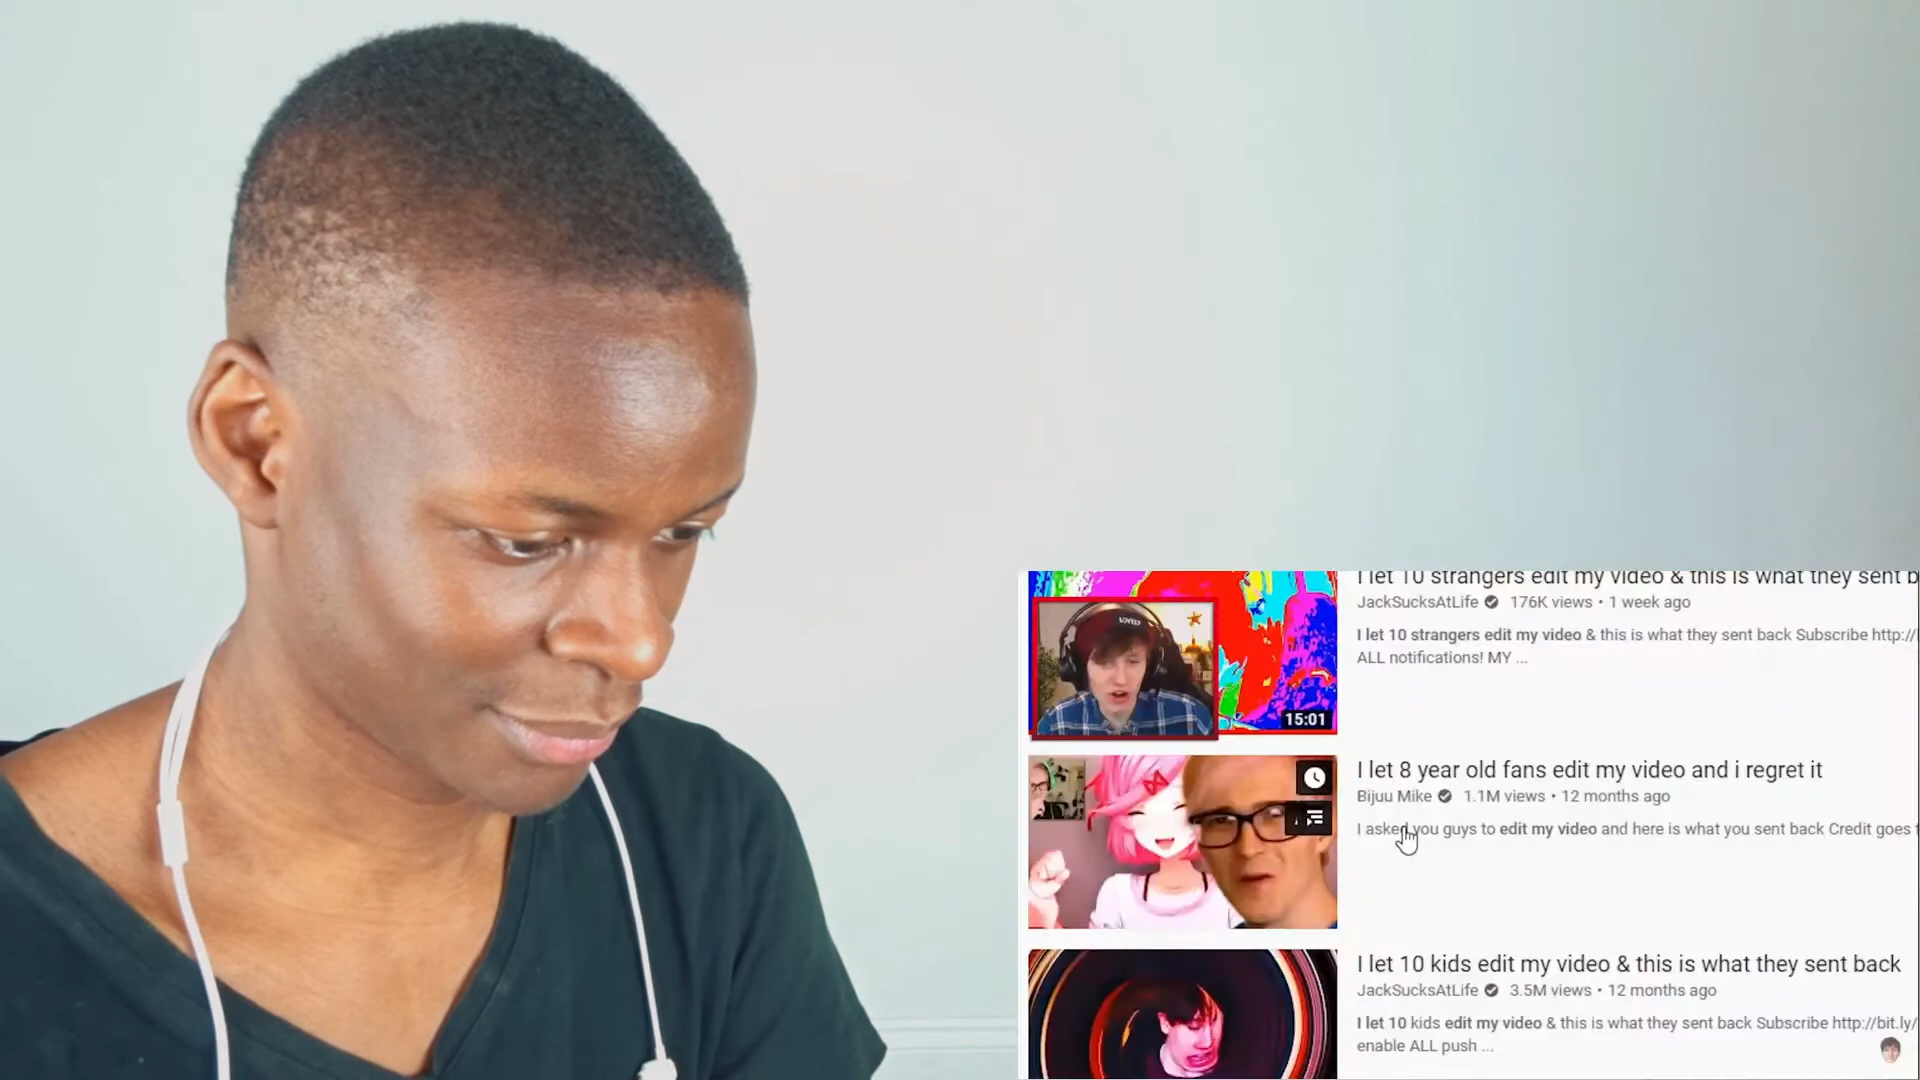 I let 10 strangers edit my video & this is what they sent b
JackSucksAtLife 176K views • 1 week ago
I let 10 strangers edit my video & this is what they sent back Subscribe http://
ALL notifications! MY ...
LOVELY
15:01
I let 8 year old fans edit my video and i regret it
Bijuu Mike 1.1M views • 12 months ago
I asked you guys to edit my video and here is what you sent back Credit goes
I let 10 kids edit my video & this is what they sent back
JackSucksAtLife 3.5M views • 12 months ago
I let 10 kids edit my video & this is what they sent back Subscribe http://bit.ly/
enable ALL push ...